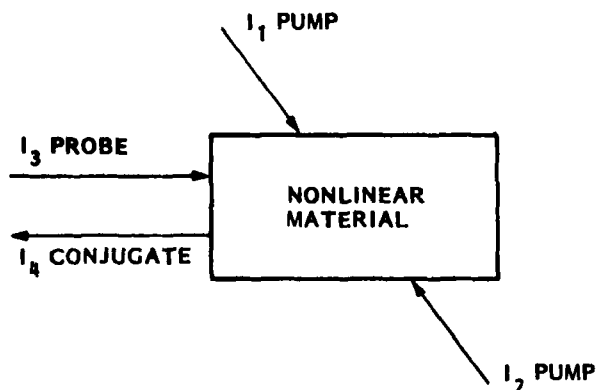 I₁ PUMP
I₃ PROBE
NONLINEAR
MATERIAL
I₄ CONJUGATE
I₂ PUMP